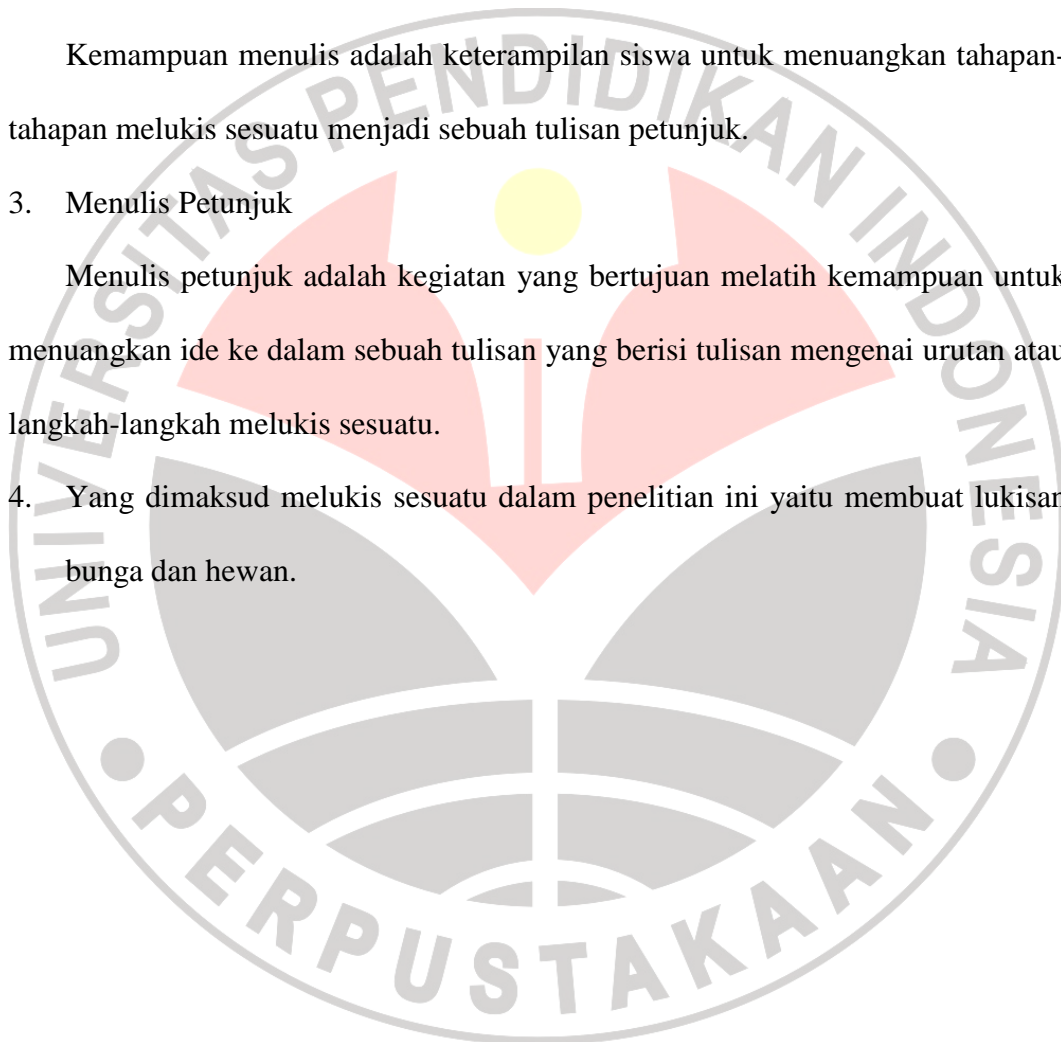 Kemampuan menulis adalah keterampilan siswa untuk menuangkan tahapan-
tahapan melukis sesuatu menjadi sebuah tulisan petunjuk.
3. Menulis Petunjuk
Menulis petunjuk adalah kegiatan yang bertujuan melatih kemampuan untuk
menuangkan ide ke dalam sebuah tulisan yang berisi tulisan mengenai urutan atau
langkah-langkah melukis sesuatu.
4. Yang dimaksud melukis sesuatu dalam penelitian ini yaitu membuat lukisan
bunga dan hewan.
UNIVERSITAS PENDIDIKAN INDONESIA
PERPUSTAKAAN